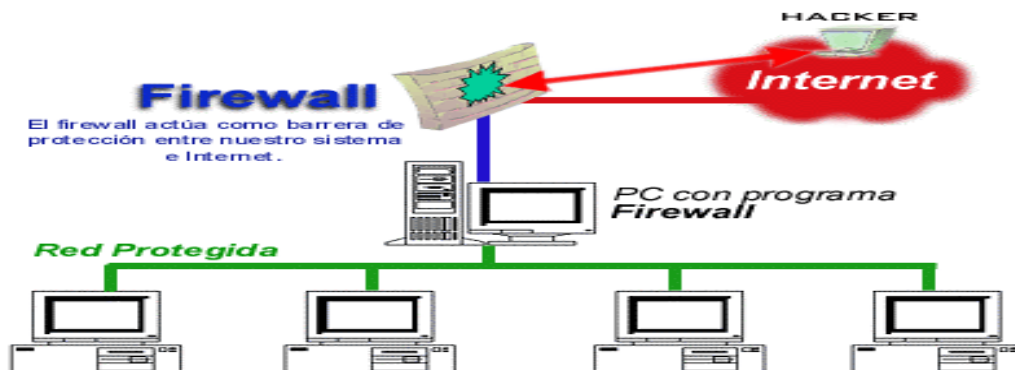 HACKER
Internet
Firewall
El firewall actúa como barrera de
protección entre nuestro sistema
e Internet.
PC con programa
Firewall
Red Protegida